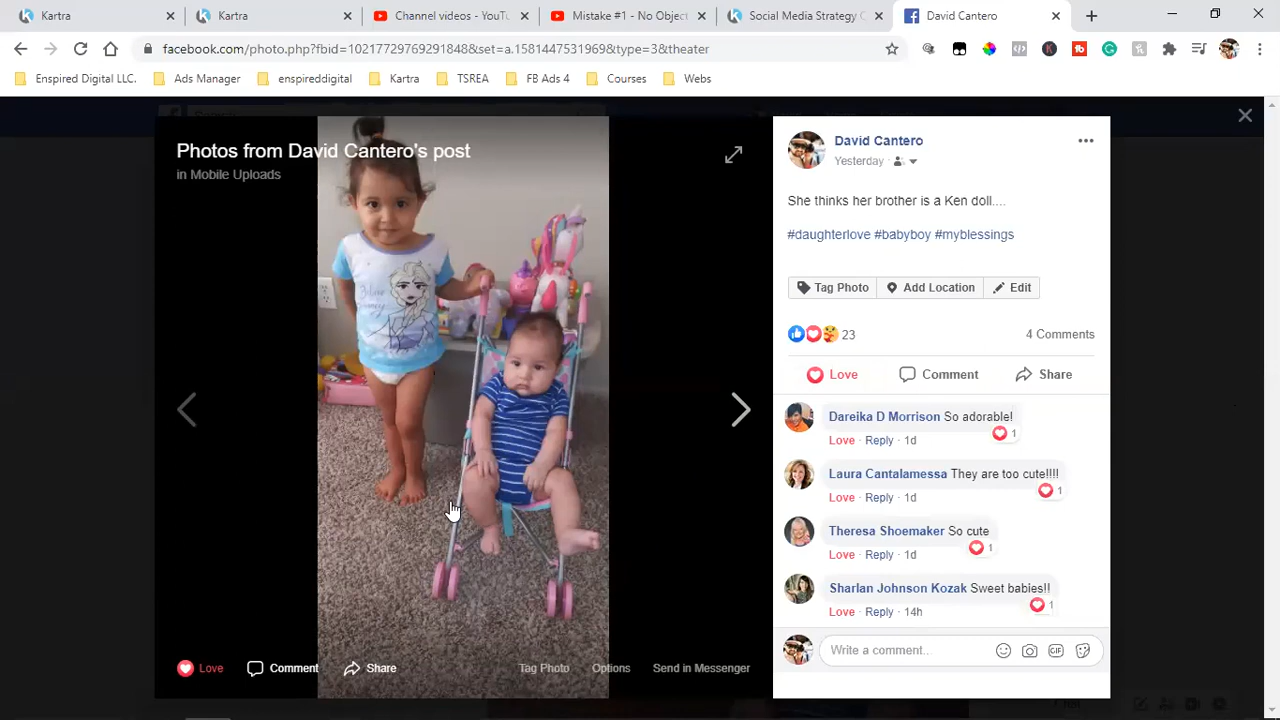 Kartra
Kartra
Channel videos - YouT
Mistake #1 - No Object
Social Media Strategy C
David Cantero
facebook.com/photo.php?fbid=10217729769291848&set=a.1581447531969&type=3&theater
Enspired Digital LLC.
Ads Manager
enspireddigital
Kartra
TSREA
FB Ads 4
Courses
Webs
Photos from David Cantero's post
in Mobile Uploads
David Cantero
Yesterday
She thinks her brother is a Ken doll....
#daughterlove #babyboy #myblessings
Tag Photo
Add Location
Edit
23
4 Comments
Love
Comment
Share
Dareika D Morrison So adorable!
1
Love · Reply · 1d
Laura Cantalamessa They are too cute!!!!
1
Love · Reply · 1d
Theresa Shoemaker So cute
1
Love · Reply · 1d
Sharlan Johnson Kozak Sweet babies!!
1
Love · Reply · 14h
Write a comment..
GIF
Love
Comment
Share
Tag Photo
Options
Send in Messenger